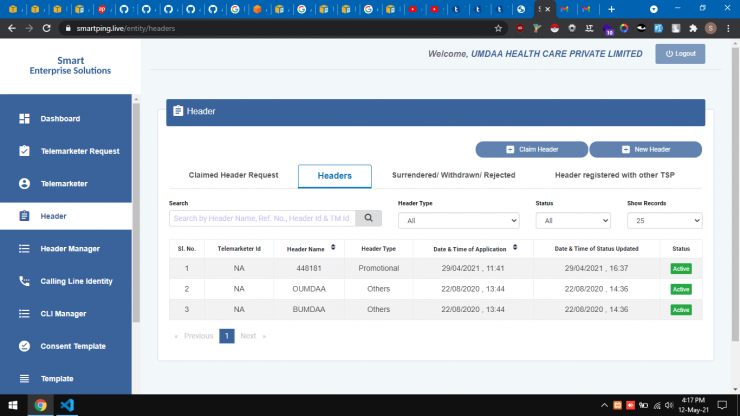 smartping.live/entity/headers
10
S
Smart
Enterprise Solutions
Welcome, UMDAA HEALTH CARE PRIVATE LIMITED
Logout
Dashboard
Telemarketer Request
Telemarketer
Header
Header Manager
Calling Line Identity
CLI Manager
Consent Template
Template
Header
Claim Header
New Header
Claimed Header Request
Headers
Surrendered/ Withdrawn/ Rejected
Header registered with other TSP
Search
Header Type
Status
Show Records
Search by Header Name, Ref. No., Header Id & TM Id
All
All
25
Sl. No. Telemarketer Id Header Name Header Type Date & Time of Application Date & Time of Status Updated Status
1 NA 448181 Promotional 29/04/2021 , 11:41 29/04/2021 , 16:37 Active
2 NA OUMDAA Others 22/08/2020 , 13:44 22/08/2020 , 14:36 Active
3 NA BUMDAA Others 22/08/2020 , 13:44 22/08/2020 , 14:36 Active
« Previous 1 Next »
4:17 PM
12-May-21